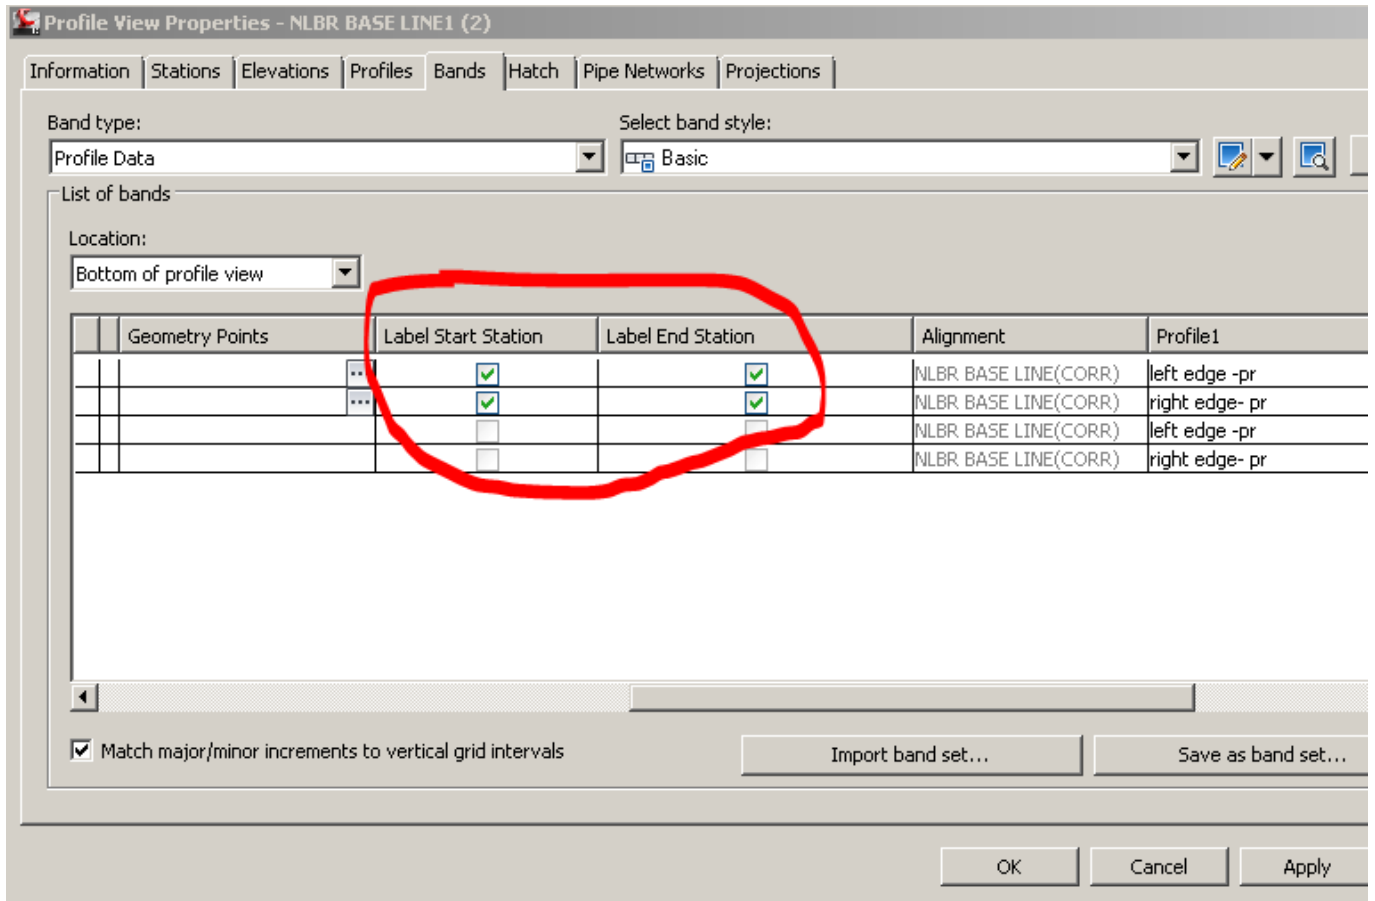 Profile View Properties - NLBR BASE LINE1 (2)
Information Stations Elevations Profiles Bands Hatch Pipe Networks Projections
Band type: Select band style:
Profile Data Basic
List of bands
Location:
Bottom of profile view
Geometry Points Label Start Station Label End Station Alignment Profile1
... NLBR BASE LINE(CORR) left edge -pr
... NLBR BASE LINE(CORR) right edge- pr
NLBR BASE LINE(CORR) left edge -pr
NLBR BASE LINE(CORR) right edge- pr
Match major/minor increments to vertical grid intervals Import band set... Save as band set...
OK Cancel Apply